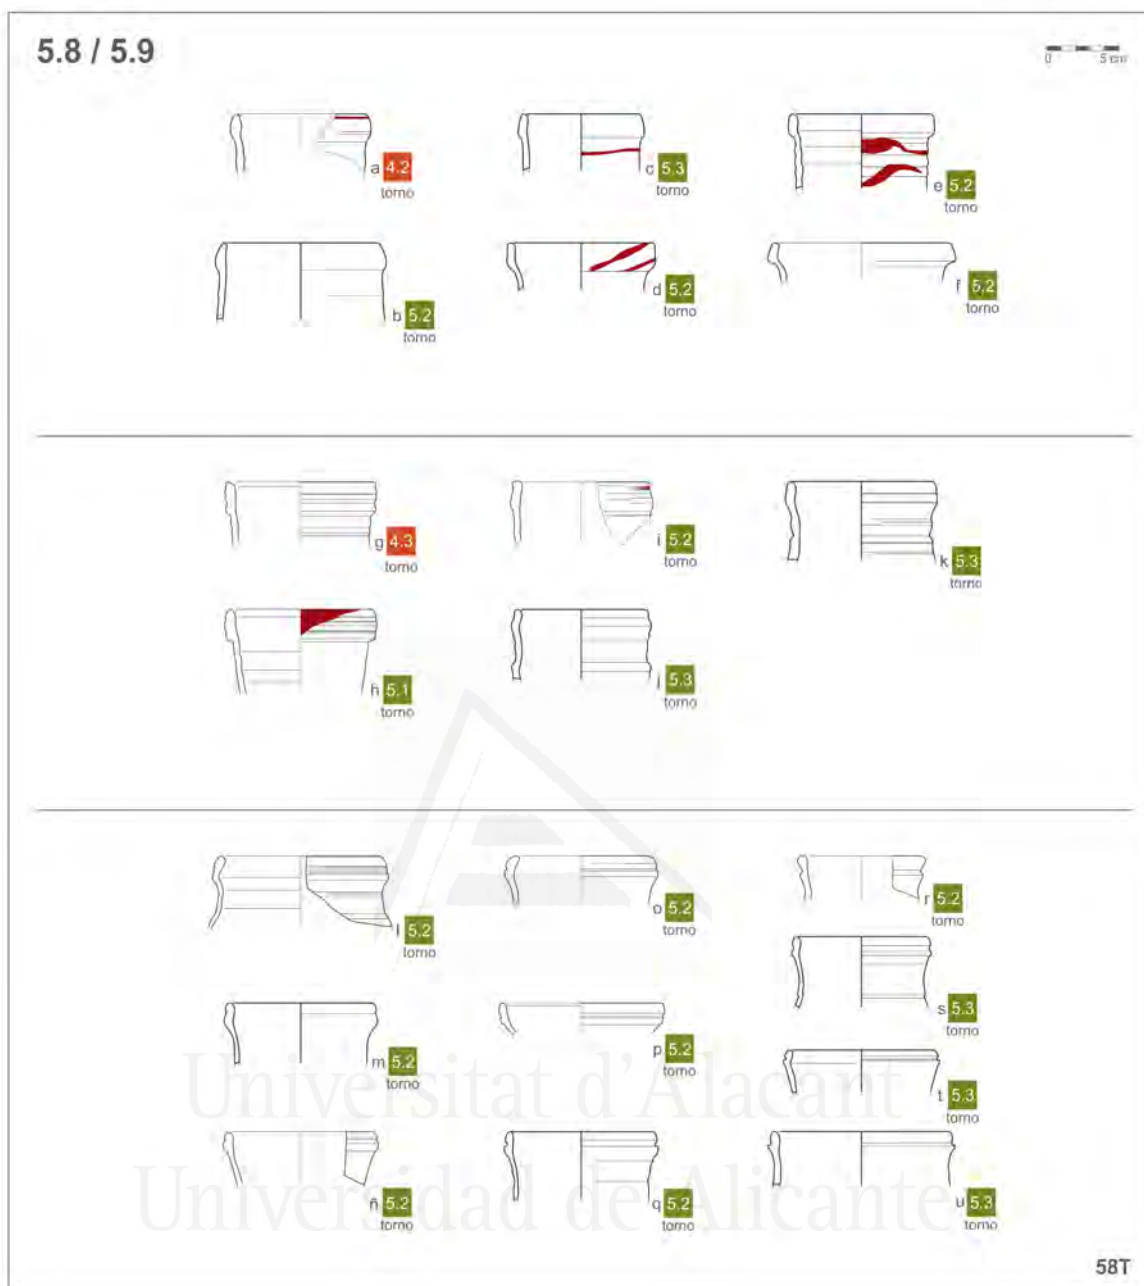 5.8 / 5.9
0 5 cm
a 4.2
torno
c 5.3
torno
e 5.2
torno
b 5.2
torno
d 5.2
torno
f 5.2
torno
g 4.3
torno
i 5.2
torno
k 5.3
torno
h 5.1
torno
j 5.3
torno
l 5.2
torno
o 5.2
torno
r 5.2
torno
s 5.3
torno
m 5.2
torno
p 5.2
torno
t 5.3
torno
ñ 5.2
torno
q 5.2
torno
u 5.3
torno
Universitat d'Alacant
Universidad de Alicante
58T